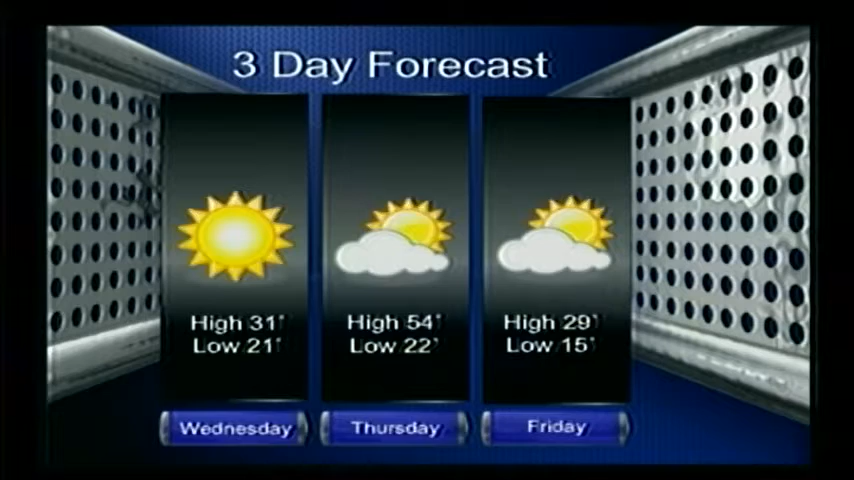 3 Day Forecast
High 31°
Low 21°
High 54°
Low 22°
High 29°
Low 15°
Wednesday
Thursday
Friday